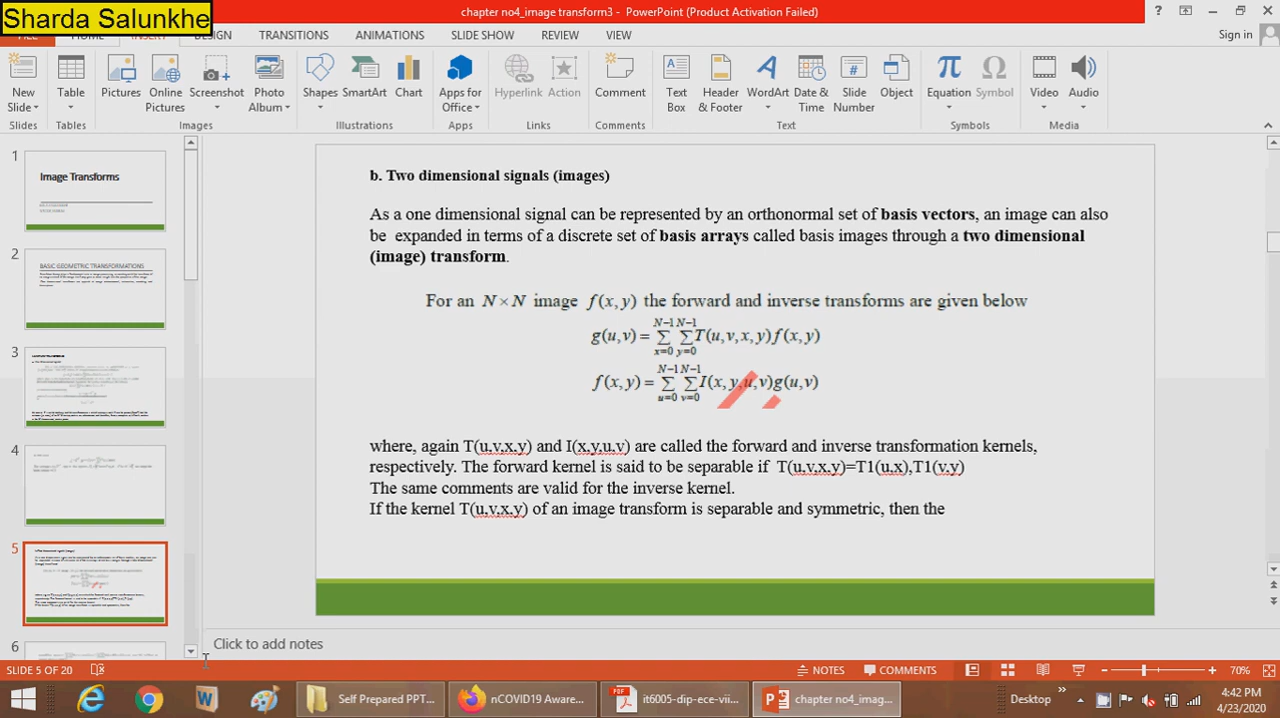 Sharda Salunkhe
chapter no4_image transform3 - PowerPoint (Product Activation Failed)
FILE HOME INSERT DESIGN TRANSITIONS ANIMATIONS SLIDE SHOW REVIEW VIEW Sign in
New Slide Table Pictures Online Pictures Screenshot Photo Album Shapes SmartArt Chart Apps for Office Hyperlink Action Comment Text Box Header & Footer WordArt Date & Time Slide Number Object Equation Symbol Video Audio
Slides Tables Images Illustrations Apps Links Comments Text Symbols Media
1
Image Transforms
2
BASIC GEOMETRIC TRANSFORMATIONS
3
4
5
6
b. Two dimensional signals (images)
As a one dimensional signal can be represented by an orthonormal set of basis vectors, an image can also
be expanded in terms of a discrete set of basis arrays called basis images through a two dimensional
(image) transform.
For an N×N image f(x, y) the forward and inverse transforms are given below
g(u,v) = N−1 ∑ x=0 N−1 ∑ y=0 T(u,v,x,y)f(x,y)
f(x,y) = N−1 ∑ u=0 N−1 ∑ v=0 I(x,y,u,v)g(u,v)
where, again T(u,v,x,y) and I(x,y,u,v) are called the forward and inverse transformation kernels,
respectively. The forward kernel is said to be separable if T(u,v,x,y)=T1(u,x),T1(v,y)
The same comments are valid for the inverse kernel.
If the kernel T(u,v,x,y) of an image transform is separable and symmetric, then the
Click to add notes
SLIDE 5 OF 20 NOTES COMMENTS 70%
Self Prepared PPT... nCOVID19 Aware... it6005-dip-ece-vii... chapter no4_imag... Desktop 4:42 PM
4/23/2020